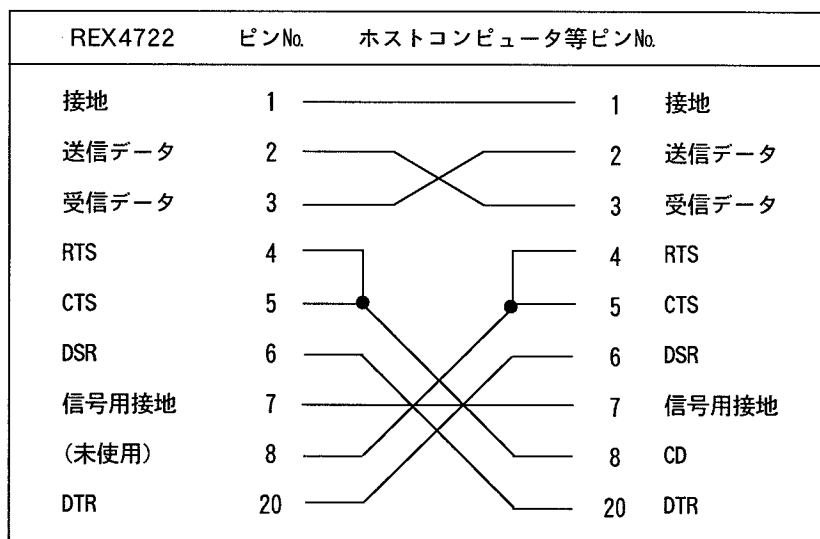 REX4722 ピン№ ホストコンピュータ等ピン№
接地 1 1 接地
送信データ 2 2 送信データ
受信データ 3 3 受信データ
RTS 4 4 RTS
CTS 5 5 CTS
DSR 6 6 DSR
信号用接地 7 7 信号用接地
(未使用) 8 8 CD
DTR 20 20 DTR